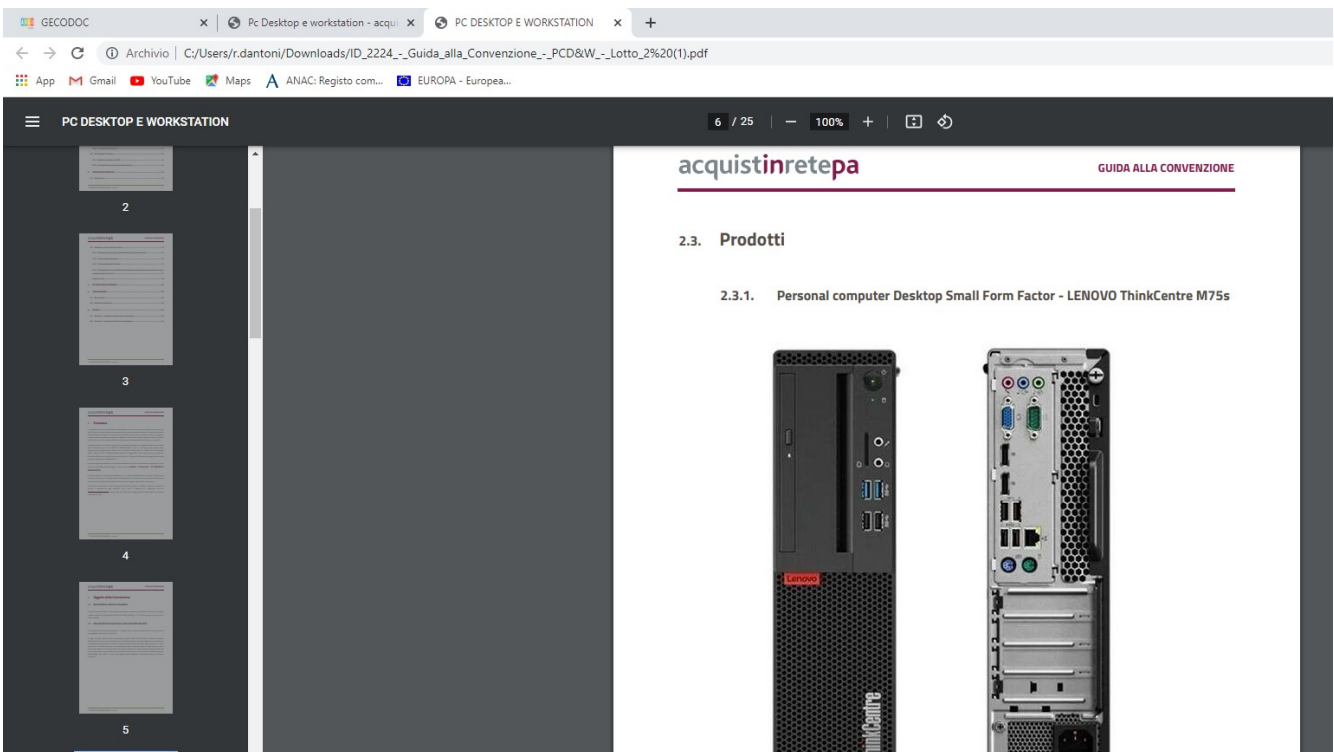 GECODOC
Pc Desktop e workstation - acqui
PC DESKTOP E WORKSTATION
Archivio | C:/Users/r.dantoni/Downloads/ID_2224_-_Guida_alla_Convenzione_-_PCD&W_-_Lotto_2%20(1).pdf
App Gmail YouTube Maps ANAC: Registo com... EUROPA - Europea...
PC DESKTOP E WORKSTATION
6 / 25 | − 100% + |
2
3
4
5
acquistinretepa
GUIDA ALLA CONVENZIONE
2.3. Prodotti
2.3.1. Personal computer Desktop Small Form Factor - LENOVO ThinkCentre M75s
Lenovo